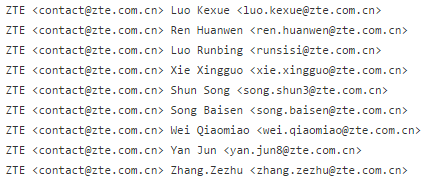 ZTE <contact@zte.com.cn> Luo Kexue <luo.kexue@zte.com.cn>
ZTE <contact@zte.com.cn> Ren Huanwen <ren.huanwen@zte.com.cn>
ZTE <contact@zte.com.cn> Luo Runbing <runsisi@zte.com.cn>
ZTE <contact@zte.com.cn> Xie Xingguo <xie.xingguo@zte.com.cn>
ZTE <contact@zte.com.cn> Shun Song <song.shun3@zte.com.cn>
ZTE <contact@zte.com.cn> Song Baisen <song.baisen@zte.com.cn>
ZTE <contact@zte.com.cn> Wei Qiaomiao <wei.qiaomiao@zte.com.cn>
ZTE <contact@zte.com.cn> Yan Jun <yan.jun8@zte.com.cn>
ZTE <contact@zte.com.cn> Zhang.Zezhu <zhang.zezhu@zte.com.cn>